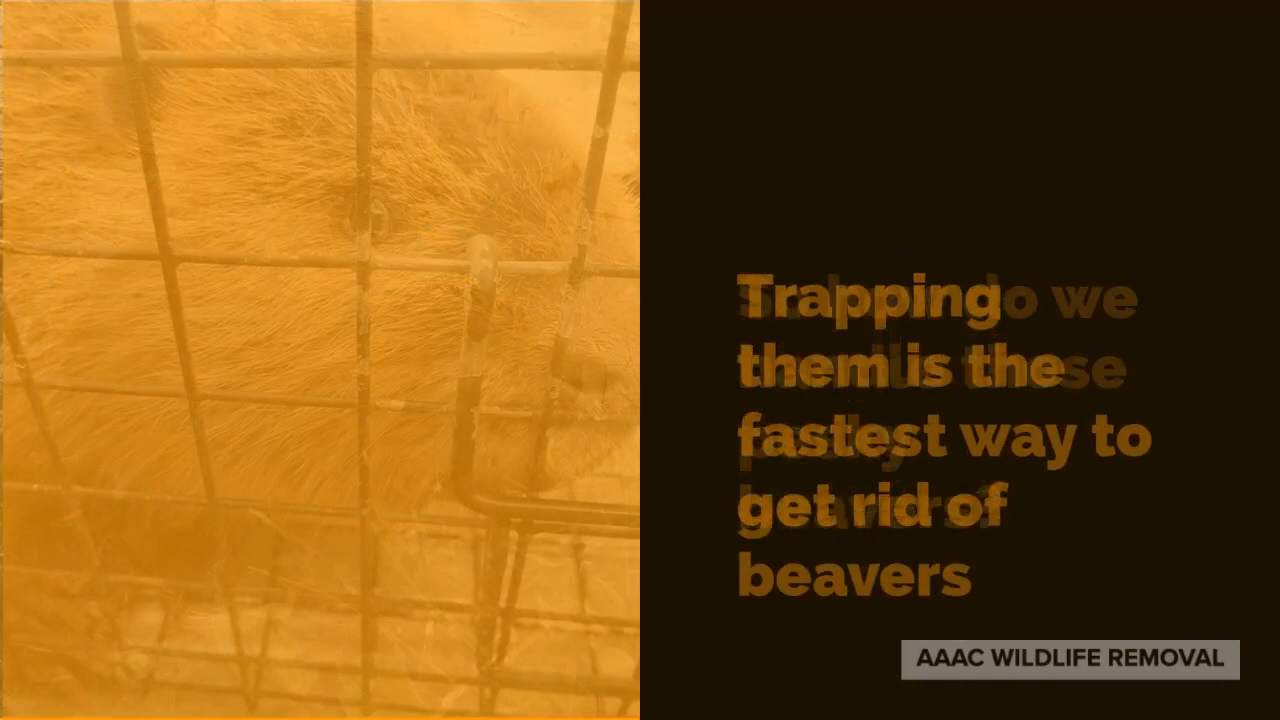 Trapping
them is the
fastest way to
get rid of
beavers
AAAC WILDLIFE REMOVAL